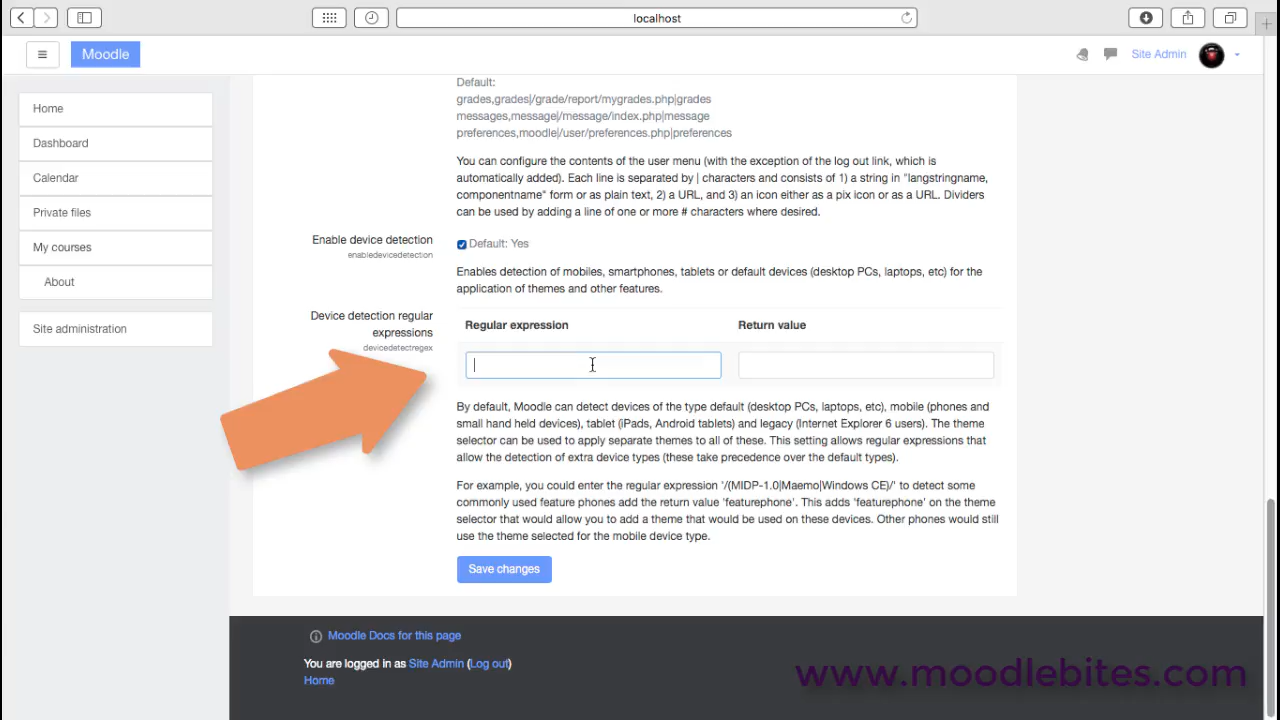 localhost
Moodle
Site Admin
Home
Dashboard
Calendar
Private files
My courses
About
Site administration
Default:
grades,grades|/grade/report/mygrades.php|grades
messages,message|/message/index.php|message
preferences,moodle|/user/preferences.php|preferences
You can configure the contents of the user menu (with the exception of the log out link, which is
automatically added). Each line is separated by | characters and consists of 1) a string in "langstringname,
componentname" form or as plain text, 2) a URL, and 3) an icon either as a pix icon or as a URL. Dividers
can be used by adding a line of one or more # characters where desired.
Enable device detection
enabledevicedetection
Default: Yes
Enables detection of mobiles, smartphones, tablets or default devices (desktop PCs, laptops, etc) for the
application of themes and other features.
Device detection regular
expressions
devicedetectregex
Regular expression
Return value
By default, Moodle can detect devices of the type default (desktop PCs, laptops, etc), mobile (phones and
small hand held devices), tablet (iPads, Android tablets) and legacy (Internet Explorer 6 users). The theme
selector can be used to apply separate themes to all of these. This setting allows regular expressions that
allow the detection of extra device types (these take precedence over the default types).
For example, you could enter the regular expression '/(MIDP-1.0|Maemo|Windows CE)/' to detect some
commonly used feature phones add the return value 'featurephone'. This adds 'featurephone' on the theme
selector that would allow you to add a theme that would be used on these devices. Other phones would still
use the theme selected for the mobile device type.
Save changes
Moodle Docs for this page
You are logged in as Site Admin (Log out)
Home
www.moodlebites.com